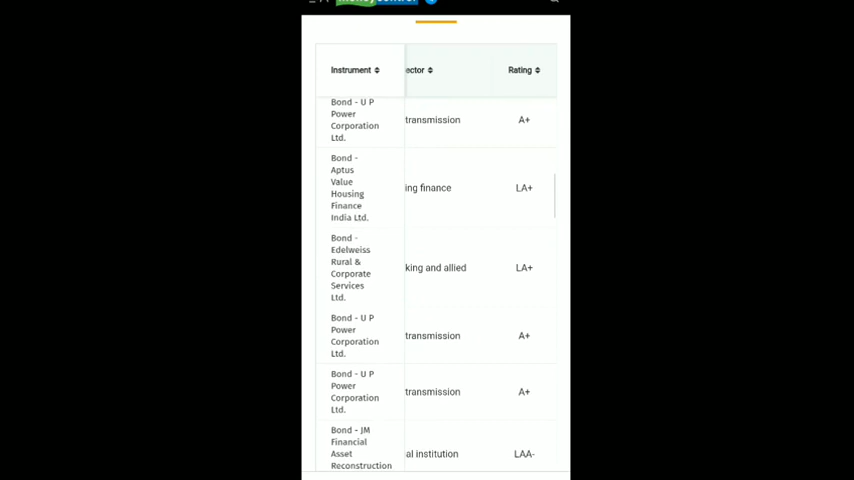 moneycontrol
Instrument
ector
Rating
Bond - U P
Power
Corporation
Ltd.
transmission
A+
Bond -
Aptus
Value
Housing
Finance
India Ltd.
ing finance
LA+
Bond -
Edelweiss
Rural &
Corporate
Services
Ltd.
king and allied
LA+
Bond - U P
Power
Corporation
Ltd.
transmission
A+
Bond - U P
Power
Corporation
Ltd.
transmission
A+
Bond - JM
Financial
Asset
Reconstruction
al institution
LAA-